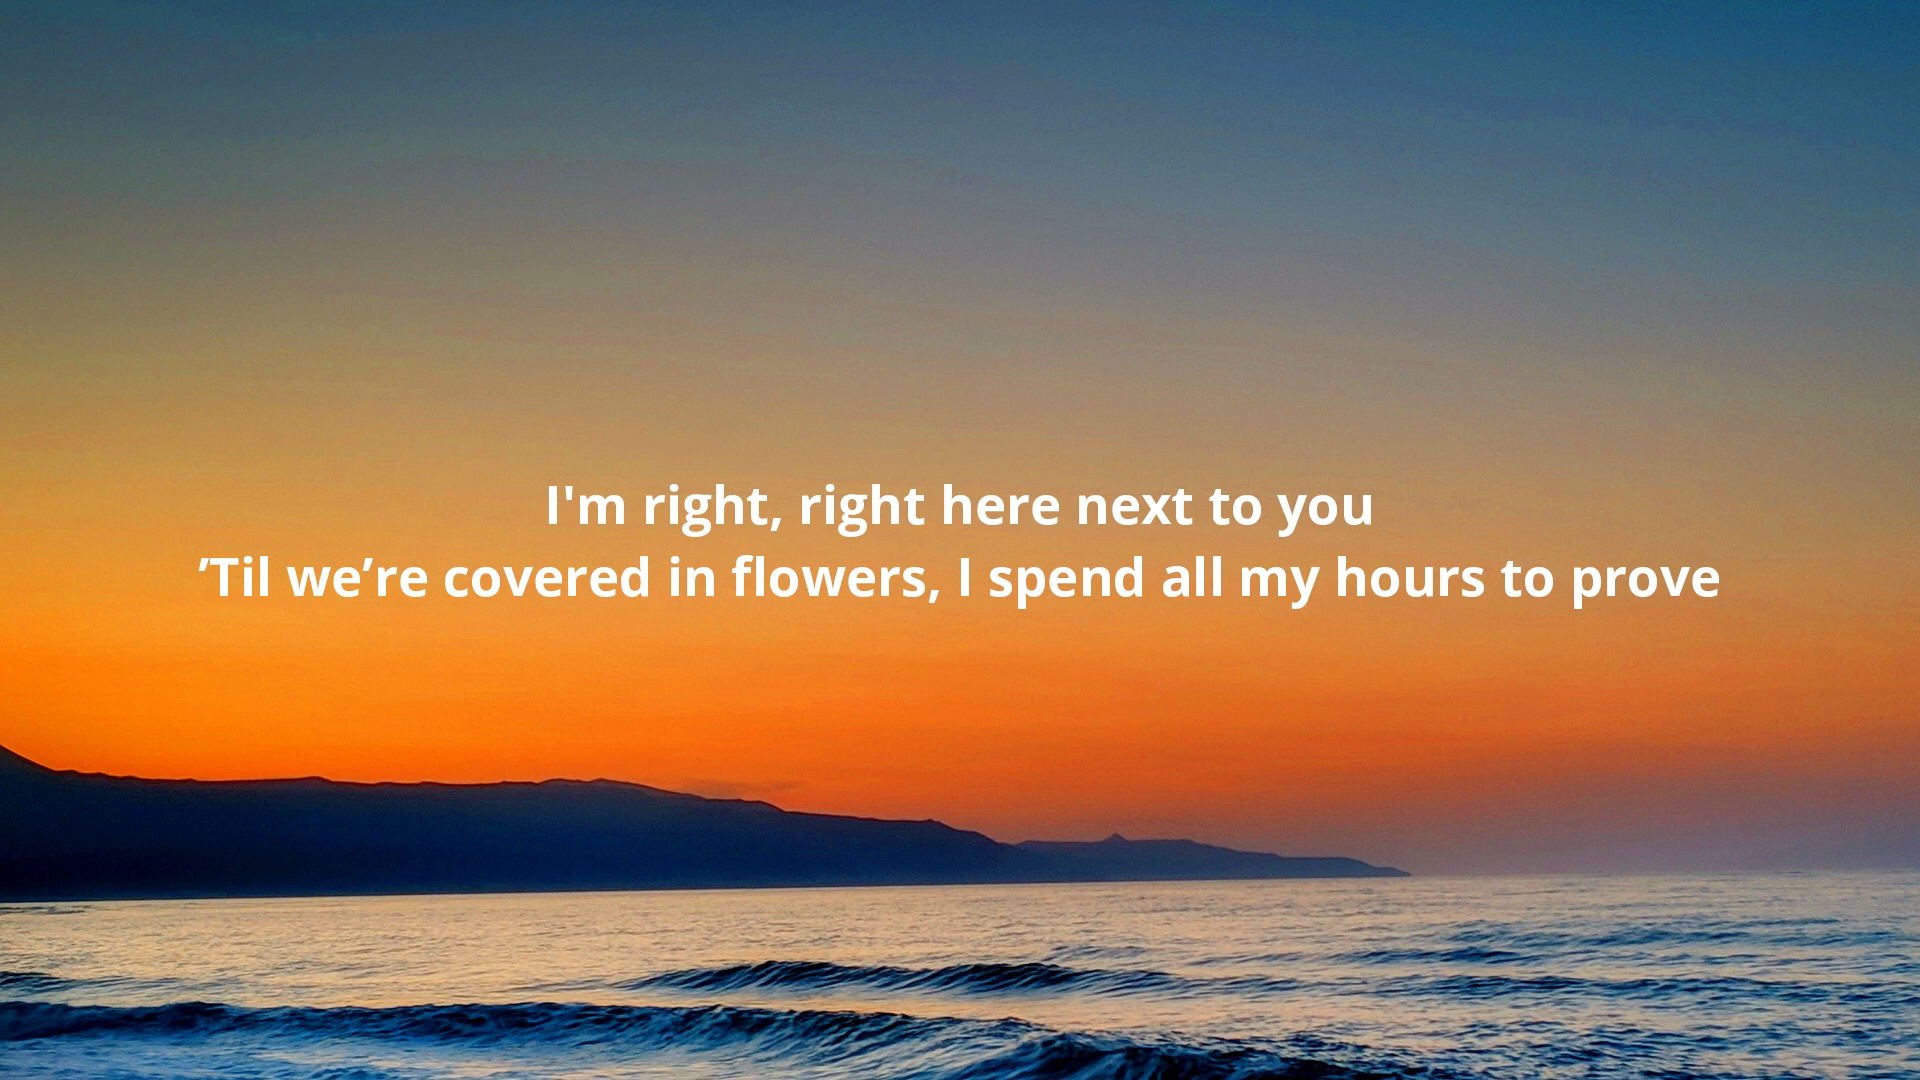 I'm right, right here next to you
’Til we’re covered in flowers, I spend all my hours to prove